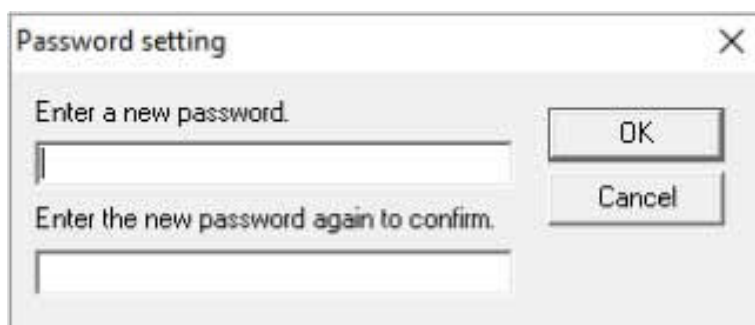 Password setting
Enter a new password.
OK
Cancel
Enter the new password again to confirm.